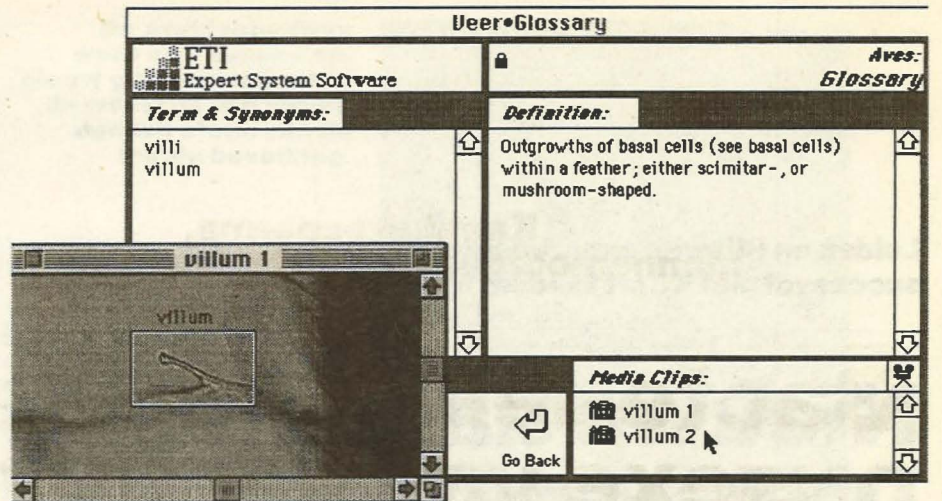 Veer•Glossary
ETI
Expert System Software
Aves:
Glossary
Term & Synonyms:
villi
villum
Definition:
Outgrowths of basal cells (see basal cells)
within a feather; either scimitar-, or
mushroom-shaped.
villum 1
villum
Media Clips:
villum 1
villum 2
Go Back